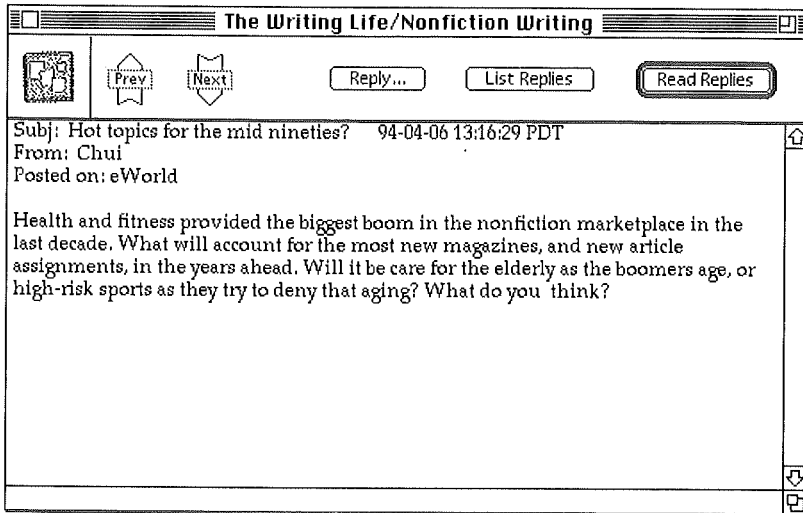 The Writing Life/Nonfiction Writing
Prev Next Reply... List Replies Read Replies
Subj: Hot topics for the mid nineties? 94-04-06 13:16:29 PDT
From: Chui
Posted on: eWorld
Health and fitness provided the biggest boom in the nonfiction marketplace in the
last decade. What will account for the most new magazines, and new article
assignments, in the years ahead. Will it be care for the elderly as the boomers age, or
high-risk sports as they try to deny that aging? What do you think?